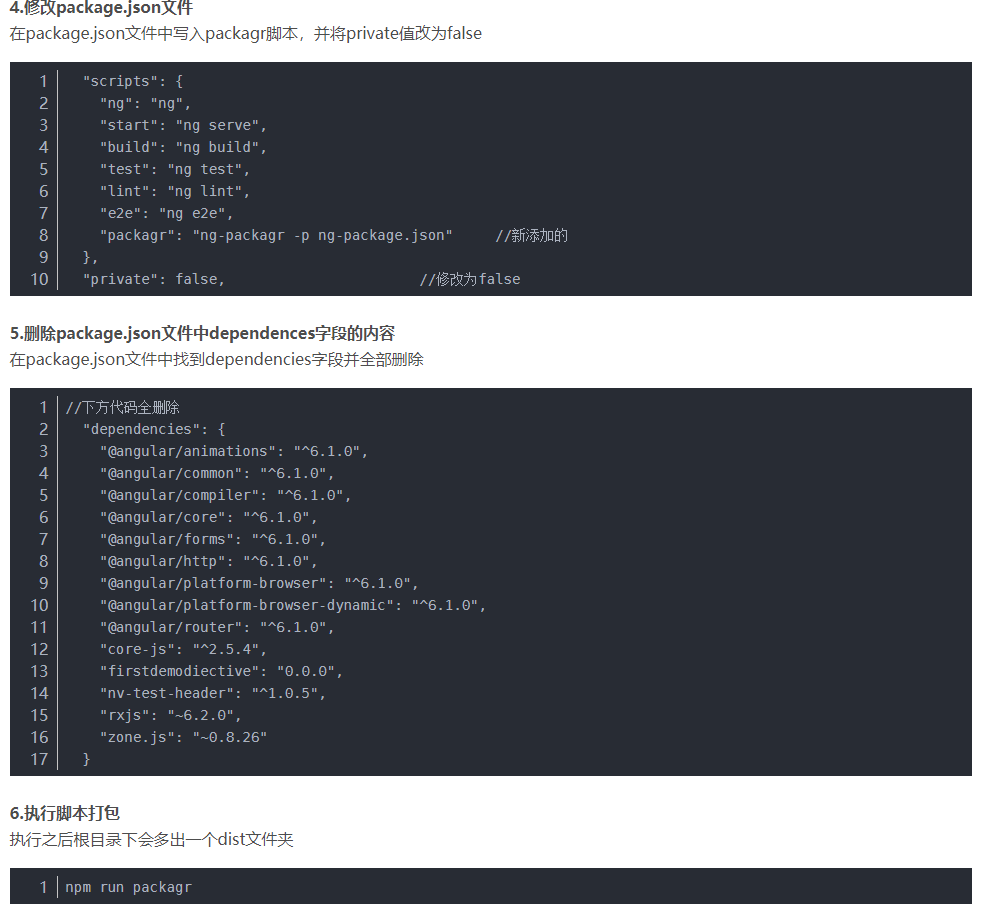 4.修改package.json文件
在package.json文件中写入packagr脚本，并将private值改为false
1 "scripts": {
2 "ng": "ng",
3 "start": "ng serve",
4 "build": "ng build",
5 "test": "ng test",
6 "lint": "ng lint",
7 "e2e": "ng e2e",
8 "packagr": "ng-packagr -p ng-package.json" //新添加的
9 },
10 "private": false, //修改为false
5.删除package.json文件中dependences字段的内容
在package.json文件中找到dependencies字段并全部删除
1 //下方代码全删除
2 "dependencies": {
3 "@angular/animations": "^6.1.0",
4 "@angular/common": "^6.1.0",
5 "@angular/compiler": "^6.1.0",
6 "@angular/core": "^6.1.0",
7 "@angular/forms": "^6.1.0",
8 "@angular/http": "^6.1.0",
9 "@angular/platform-browser": "^6.1.0",
10 "@angular/platform-browser-dynamic": "^6.1.0",
11 "@angular/router": "^6.1.0",
12 "core-js": "^2.5.4",
13 "firstdemodiective": "0.0.0",
14 "nv-test-header": "^1.0.5",
15 "rxjs": "~6.2.0",
16 "zone.js": "~0.8.26"
17 }
6.执行脚本打包
执行之后根目录下会多出一个dist文件夹
1 npm run packagr